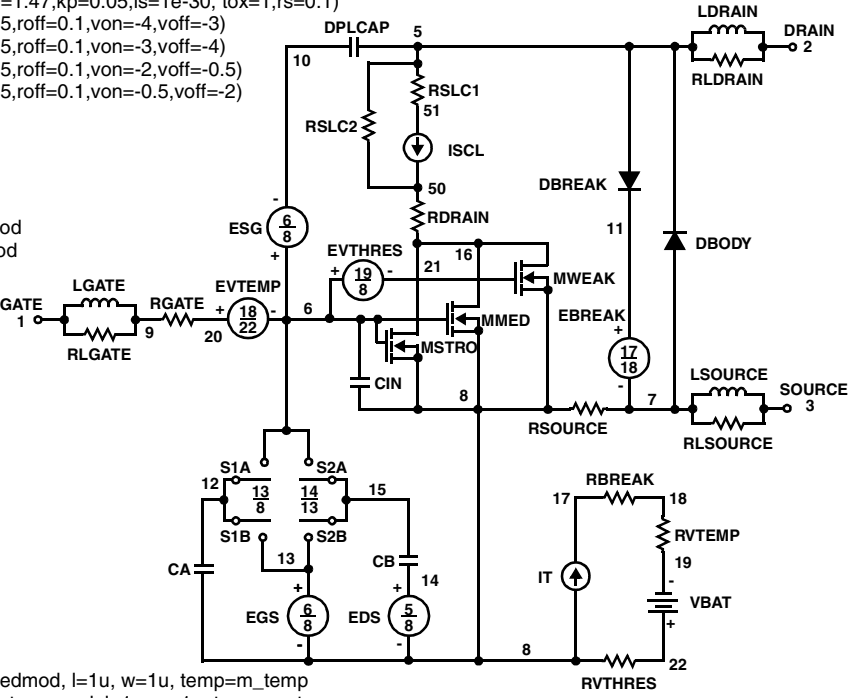 =1.47,kp=0.05,is=1e-30, tox=1,rs=0.1)
5,roff=0.1,von=-4,voff=-3)
5,roff=0.1,von=-3,voff=-4)
5,roff=0.1,von=-2,voff=-0.5)
5,roff=0.1,von=-0.5,voff=-2)
od
od
DPLCAP
5
10
LDRAIN
DRAIN
2
RLDRAIN
RSLC1
51
RSLC2
ISCL
50
RDRAIN
DBREAK
11
DBODY
-
ESG
6
8
+
EVTHRES
+
19
8
-
21
16
MWEAK
LGATE
GATE
1
RLGATE
9
RGATE
20
EVTEMP
+
18
22
-
6
MMED
MSTRO
CIN
EBREAK
+
17
18
-
8
RSOURCE
7
LSOURCE
SOURCE
3
RLSOURCE
S1A
S2A
12
13
8
14
13
15
S1B
S2B
13
CA
CB
14
+
EGS
6
8
-
+
EDS
5
8
-
RBREAK
17
18
RVTEMP
19
IT
-
VBAT
+
8
22
RVTHRES
edmod, l=1u, w=1u, temp=m_temp